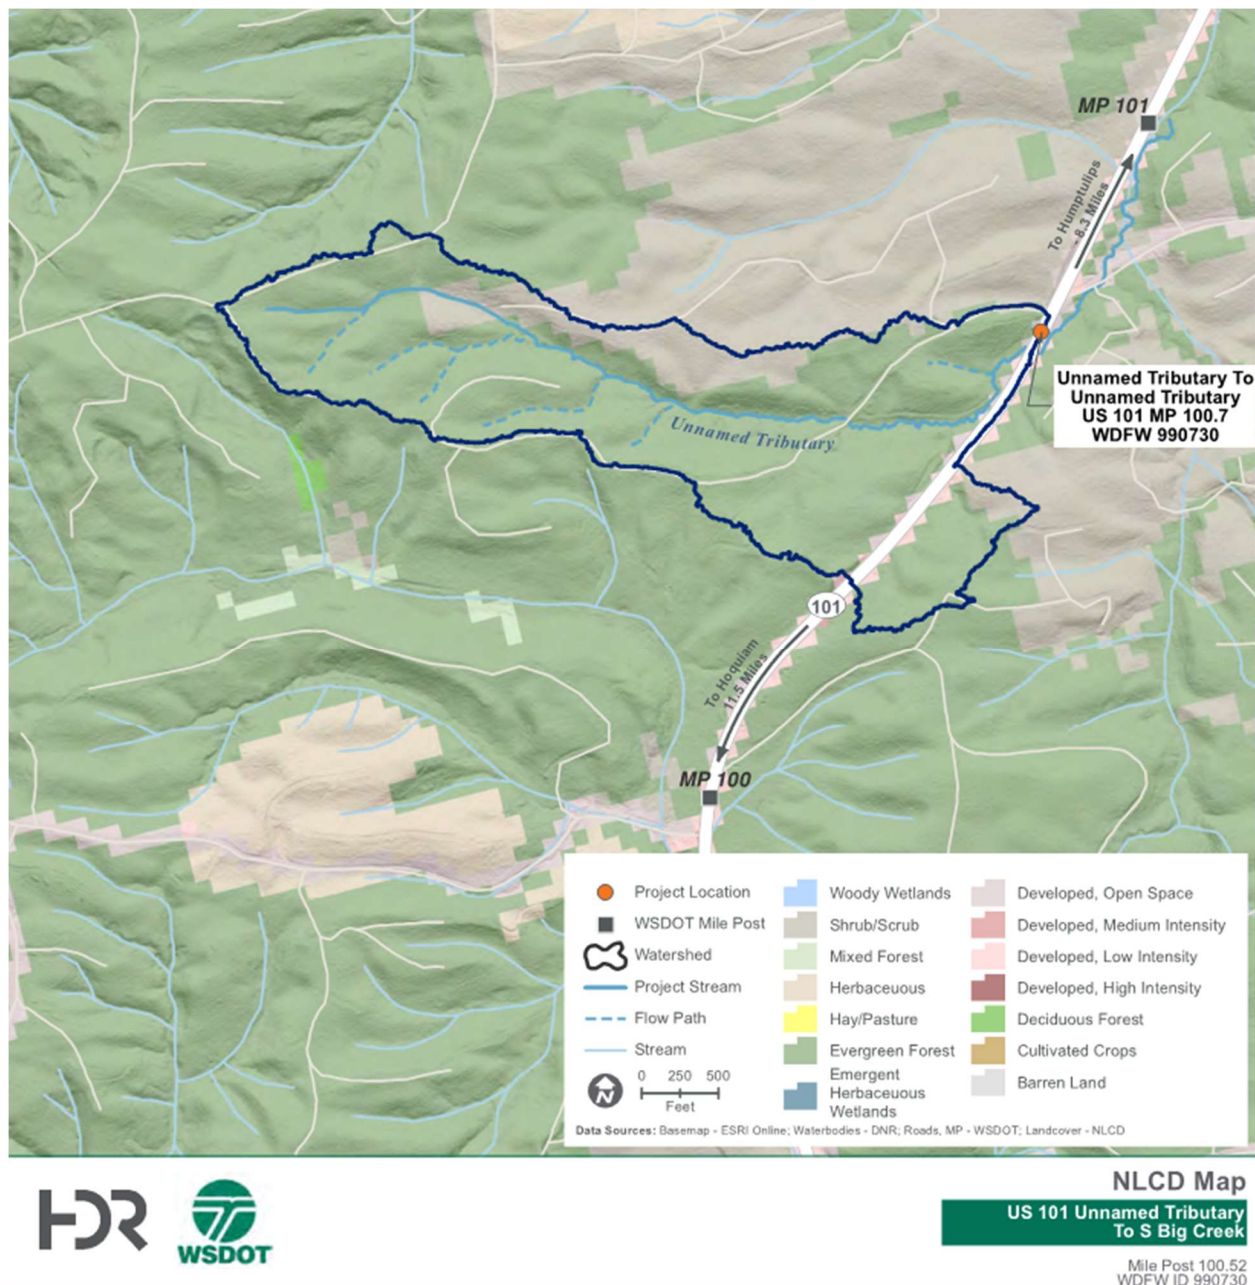 MP 101
To Humptulips
- 8.3 Miles
Unnamed Tributary To
Unnamed Tributary
US 101 MP 100.7
WDFW 990730
Unnamed Tributary
101
To Hoquiam
11.5 Miles
MP 100
Project Location
WSDOT Mile Post
Watershed
Project Stream
Flow Path
Stream
N
0 250 500
Feet
Woody Wetlands
Shrub/Scrub
Mixed Forest
Herbaceuous
Hay/Pasture
Evergreen Forest
Emergent
Herbaceuous
Wetlands
Developed, Open Space
Developed, Medium Intensity
Developed, Low Intensity
Developed, High Intensity
Deciduous Forest
Cultivated Crops
Barren Land
Data Sources: Basemap - ESRI Online; Waterbodies - DNR; Roads, MP - WSDOT; Landcover - NLCD
HDR
WSDOT
NLCD Map
US 101 Unnamed Tributary
To S Big Creek
Mile Post 100.52
WDFW ID 990730